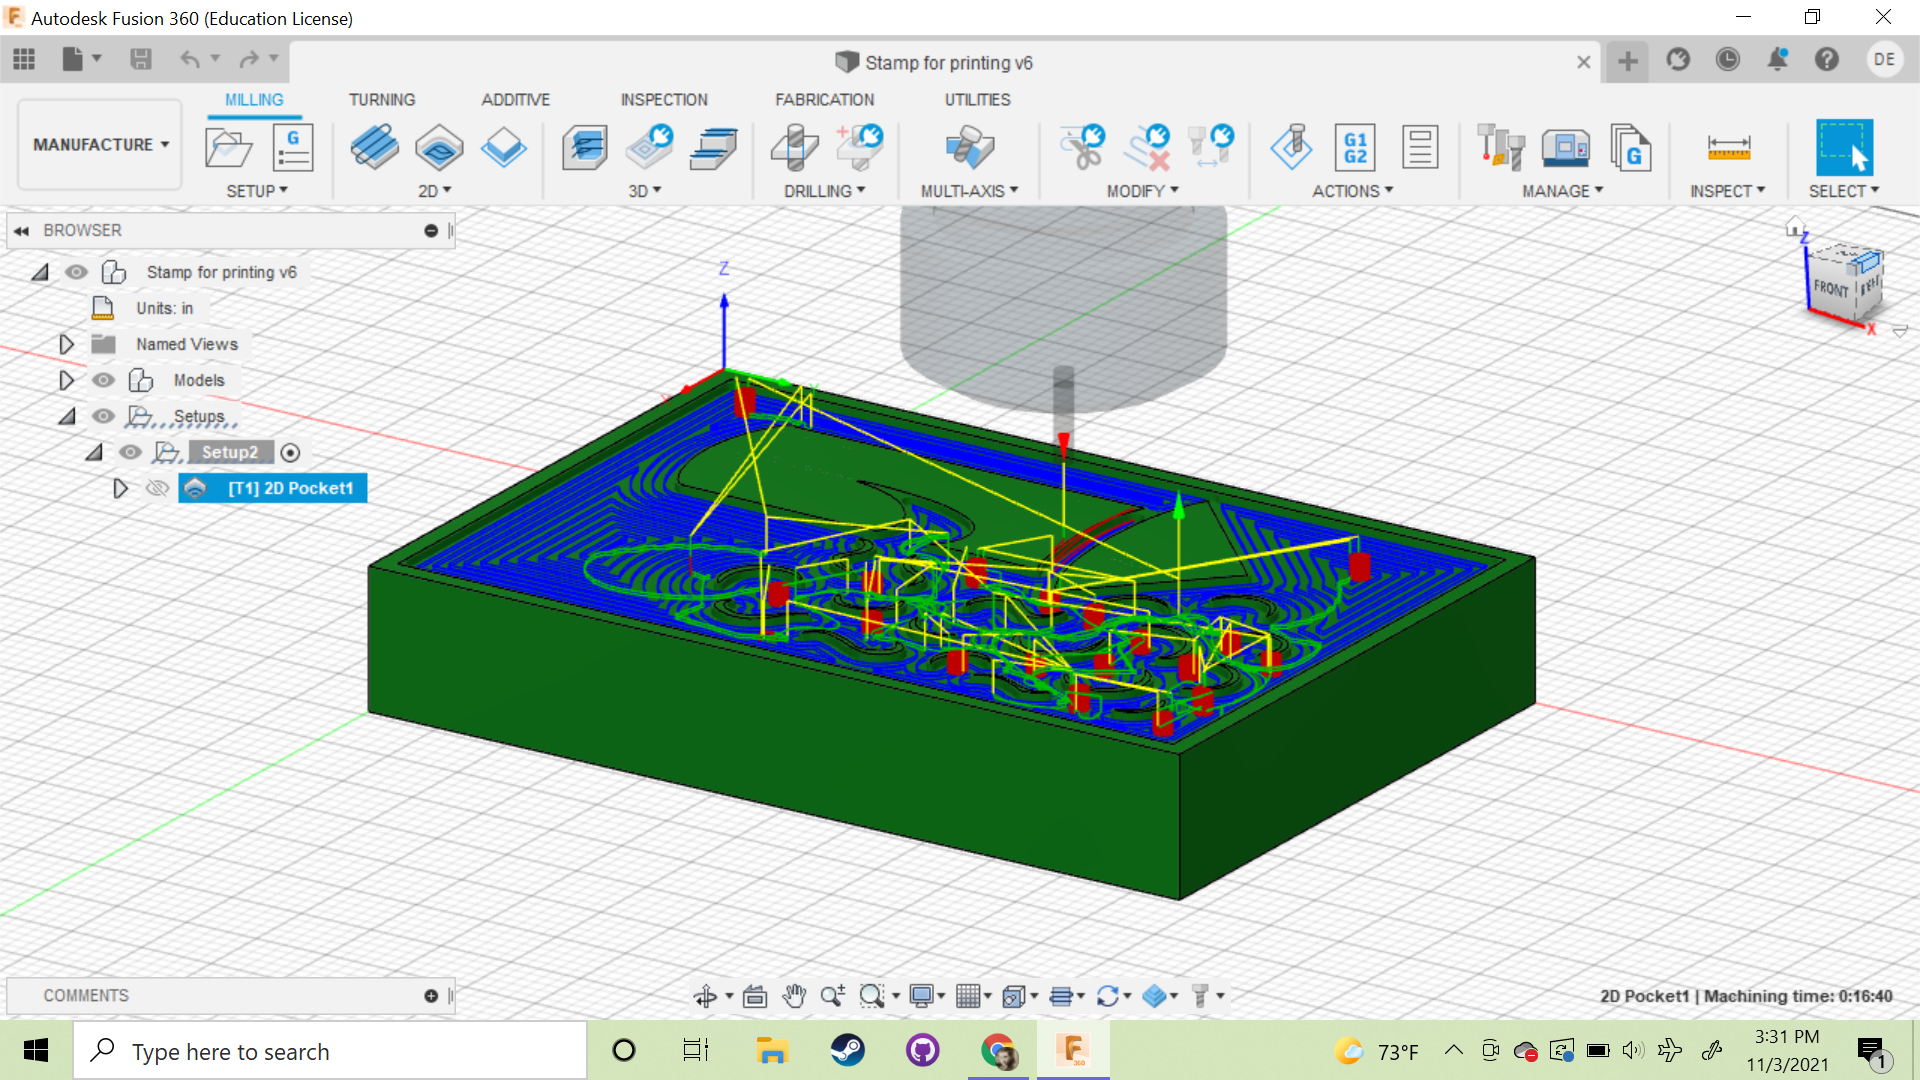 Autodesk Fusion 360 (Education License)
Stamp for printing v6
DE
MANUFACTURE
MILLING TURNING ADDITIVE INSPECTION FABRICATION UTILITIES
G
G1
G2
G
SETUP 2D 3D DRILLING MULTI-AXIS MODIFY ACTIONS MANAGE INSPECT SELECT
BROWSER
Stamp for printing v6
Units: in
Named Views
Models
Setups
Setup2
[T1] 2D Pocket1
Z
Z
FRONT
X
COMMENTS
2D Pocket1 | Machining time: 0:16:40
Type here to search
F
360
73°F
3:31 PM
11/3/2021
1